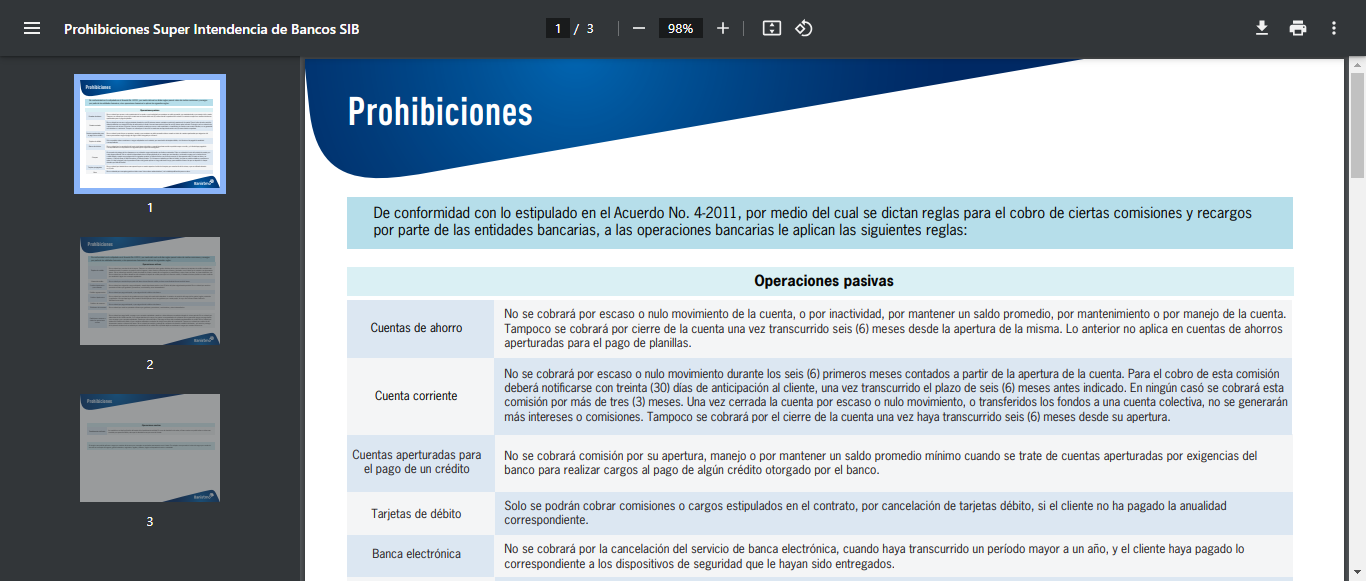 Prohibiciones Super Intendencia de Bancos SIB
1 / 3
98%
Prohibiciones
1
Prohibiciones
2
Prohibiciones
3
Prohibiciones
De conformidad con lo estipulado en el Acuerdo No. 4-2011, por medio del cual se dictan reglas para el cobro de ciertas comisiones y recargos
por parte de las entidades bancarias, a las operaciones bancarias le aplican las siguientes reglas:
Operaciones pasivas
Cuentas de ahorro
No se cobrará por escaso o nulo movimiento de la cuenta, o por inactividad, por mantener un saldo promedio, por mantenimiento o por manejo de la cuenta.
Tampoco se cobrará por cierre de la cuenta una vez transcurrido seis (6) meses desde la apertura de la misma. Lo anterior no aplica en cuentas de ahorros
aperturadas para el pago de planillas.
Cuenta corriente
No se cobrará por escaso o nulo movimiento durante los seis (6) primeros meses contados a partir de la apertura de la cuenta. Para el cobro de esta comisión
deberá notificarse con treinta (30) días de anticipación al cliente, una vez transcurrido el plazo de seis (6) meses antes indicado. En ningún casó se cobrará esta
comisión por más de tres (3) meses. Una vez cerrada la cuenta por escaso o nulo movimiento, o transferidos los fondos a una cuenta colectiva, no se generarán
más intereses o comisiones. Tampoco se cobrará por el cierre de la cuenta una vez haya transcurrido seis (6) meses desde su apertura.
Cuentas aperturadas para
el pago de un crédito
No se cobrará comisión por su apertura, manejo o por mantener un saldo promedio mínimo cuando se trate de cuentas aperturadas por exigencias del
banco para realizar cargos al pago de algún crédito otorgado por el banco.
Tarjetas de débito
Solo se podrán cobrar comisiones o cargos estipulados en el contrato, por cancelación de tarjetas débito, si el cliente no ha pagado la anualidad
correspondiente.
Banca electrónica
No se cobrará por la cancelación del servicio de banca electrónica, cuando haya transcurrido un período mayor a un año, y el cliente haya pagado lo
correspondiente a los dispositivos de seguridad que le hayan sido entregados.